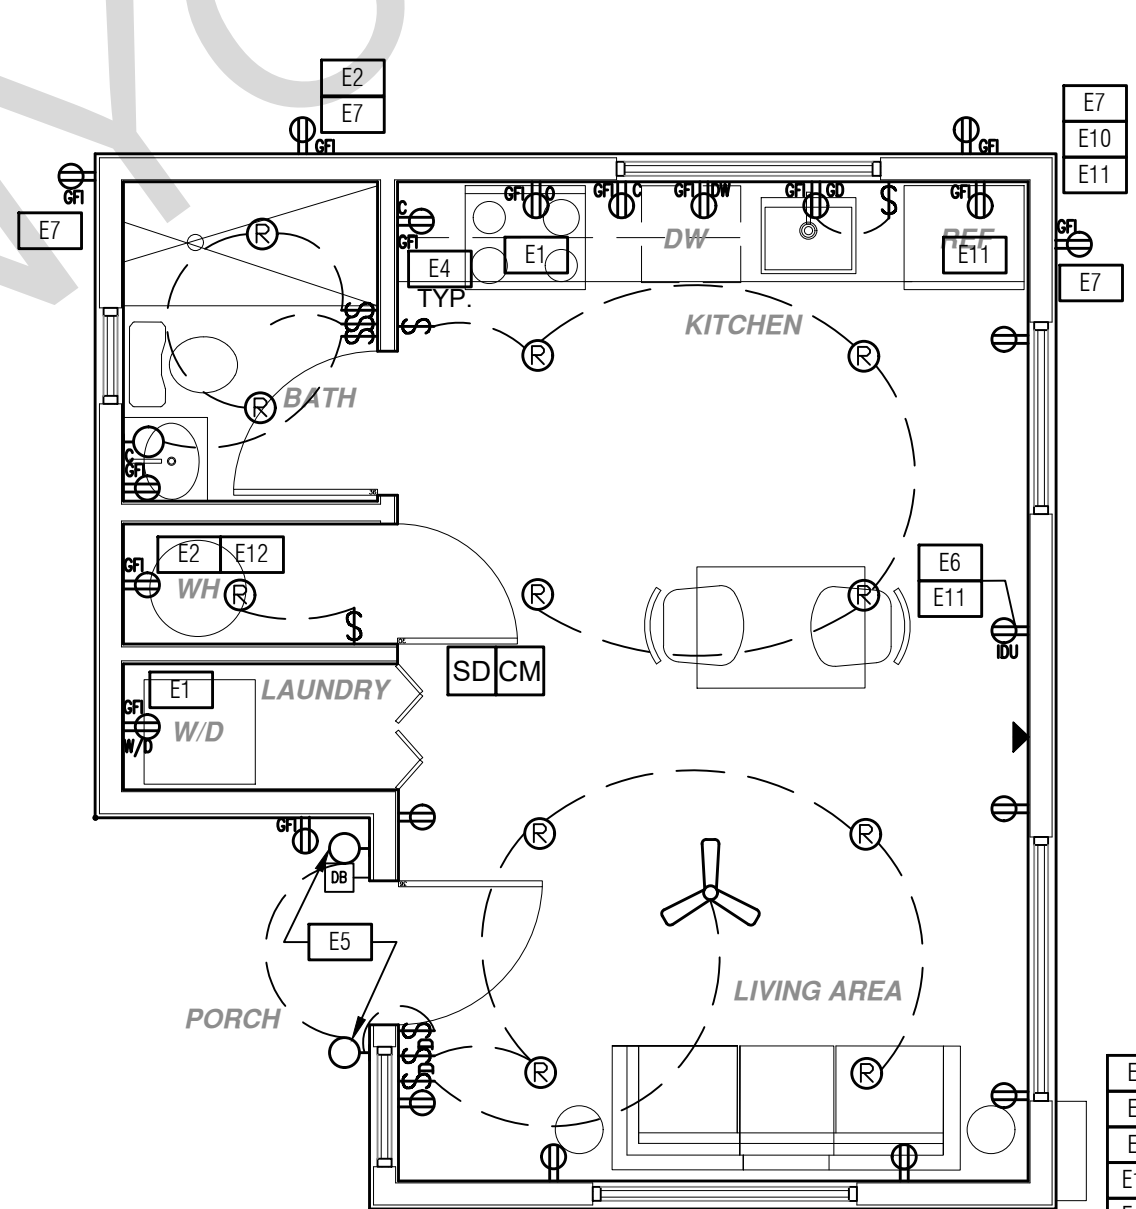 E2
E7
E7
E10
E11
GFI
GFI
GFI
E7
GFI
E7
GFI O
GFI C
GFI DW
GFI GD
GFI
$
C
GFI
E4
TYP.
E1
DW
REF
E11
R
$
$
$
$
KITCHEN
R
R
BATH
R
C
GFI
GFI
E2
E12
WH
R
$
R
R
E6
E11
IDU
SD
CM
GFI
E1
LAUNDRY
W/D
W/D
GFI
DB
E5
R
R
PORCH
LIVING AREA
$
$
$
D
D
R
R